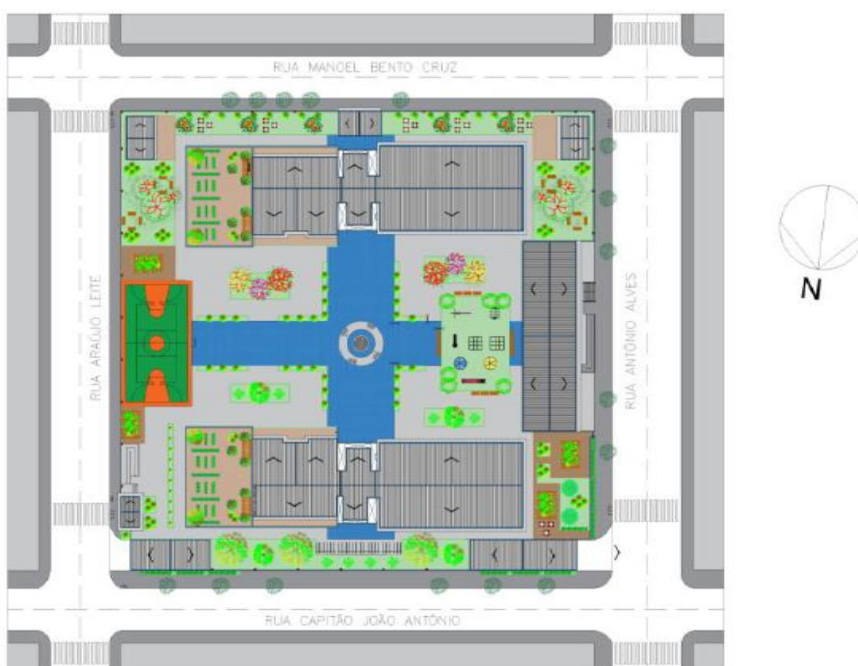 RUA MANOEL BENTO CRUZ
RUA ARAÚJO LEITE
RUA ANTÔNIO ALVES
N
RUA CAPITÃO JOÃO ANTÔNIO